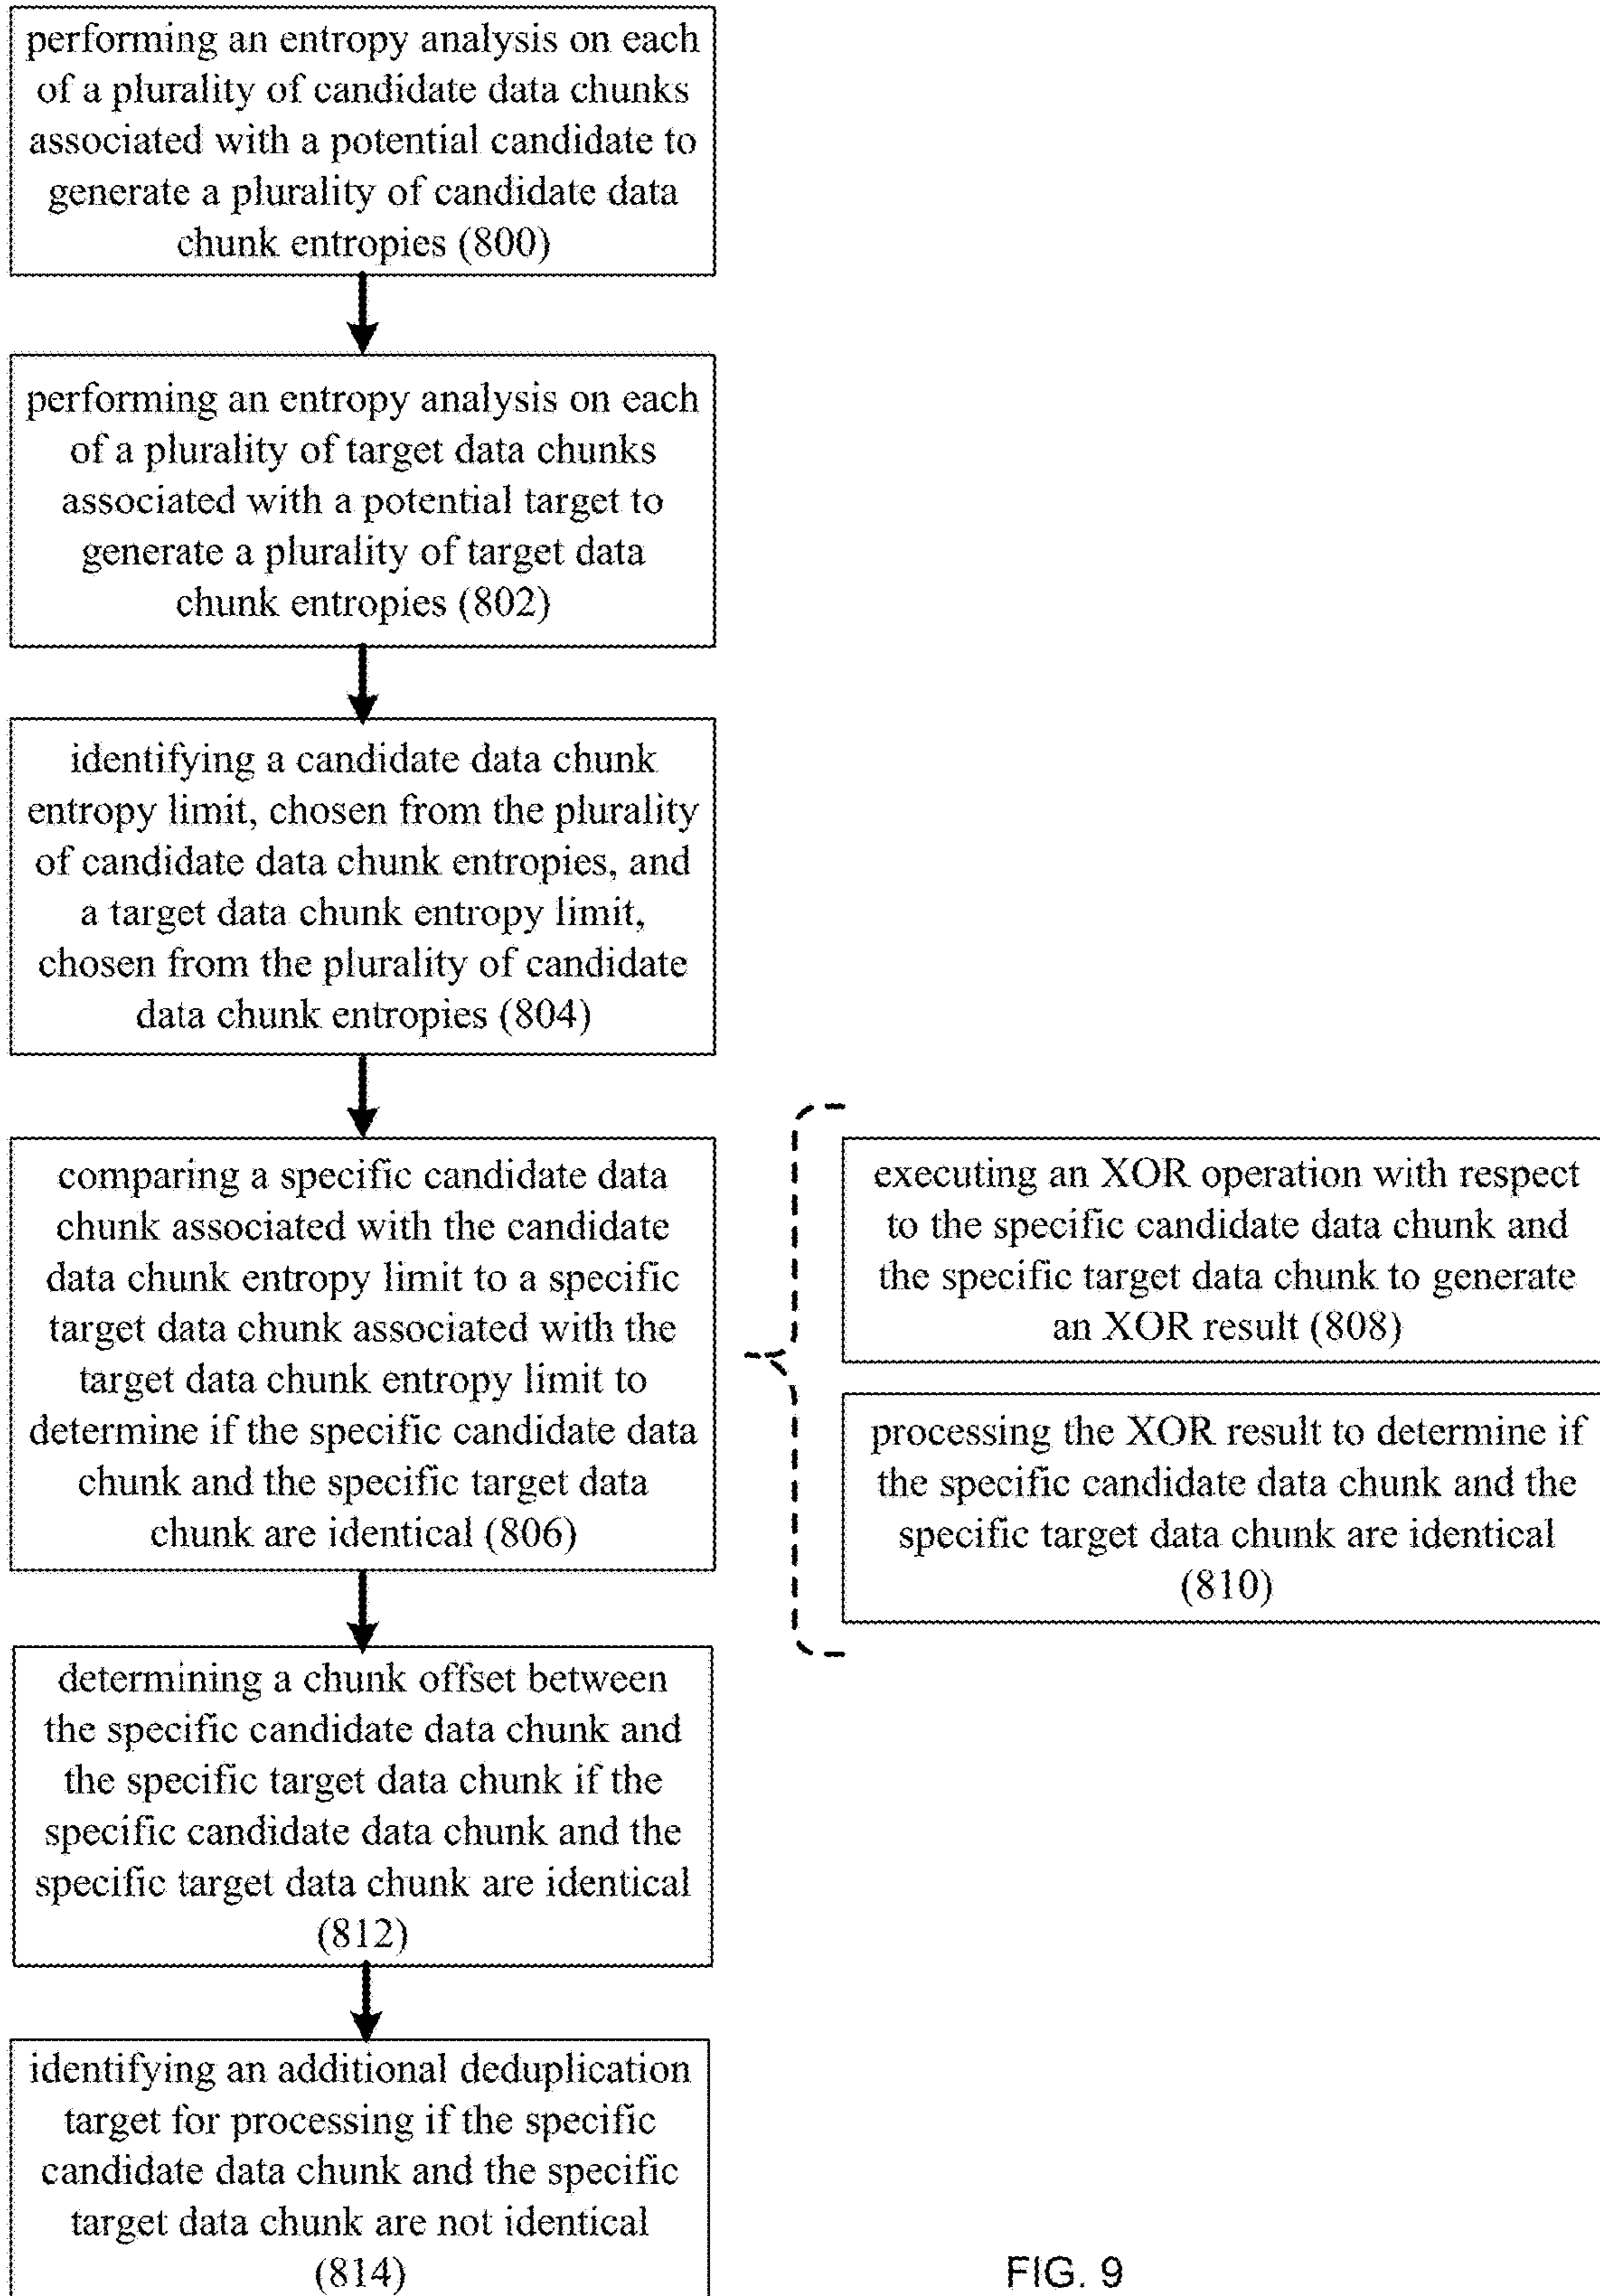 performing an entropy analysis on each
of a plurality of candidate data chunks
associated with a potential candidate to
generate a plurality of candidate data
chunk entropies (800)
performing an entropy analysis on each
of a plurality of target data chunks
associated with a potential target to
generate a plurality of target data
chunk entropies (802)
identifying a candidate data chunk
entropy limit, chosen from the plurality
of candidate data chunk entropies, and
a target data chunk entropy limit,
chosen from the plurality of candidate
data chunk entropies (804)
comparing a specific candidate data
chunk associated with the candidate
data chunk entropy limit to a specific
target data chunk associated with the
target data chunk entropy limit to
determine if the specific candidate data
chunk and the specific target data
chunk are identical (806)
executing an XOR operation with respect
to the specific candidate data chunk and
the specific target data chunk to generate
an XOR result (808)
processing the XOR result to determine if
the specific candidate data chunk and the
specific target data chunk are identical
(810)
determining a chunk offset between
the specific candidate data chunk and
the specific target data chunk if the
specific candidate data chunk and the
specific target data chunk are identical
(812)
identifying an additional deduplication
target for processing if the specific
candidate data chunk and the specific
target data chunk are not identical
(814)
FIG. 9